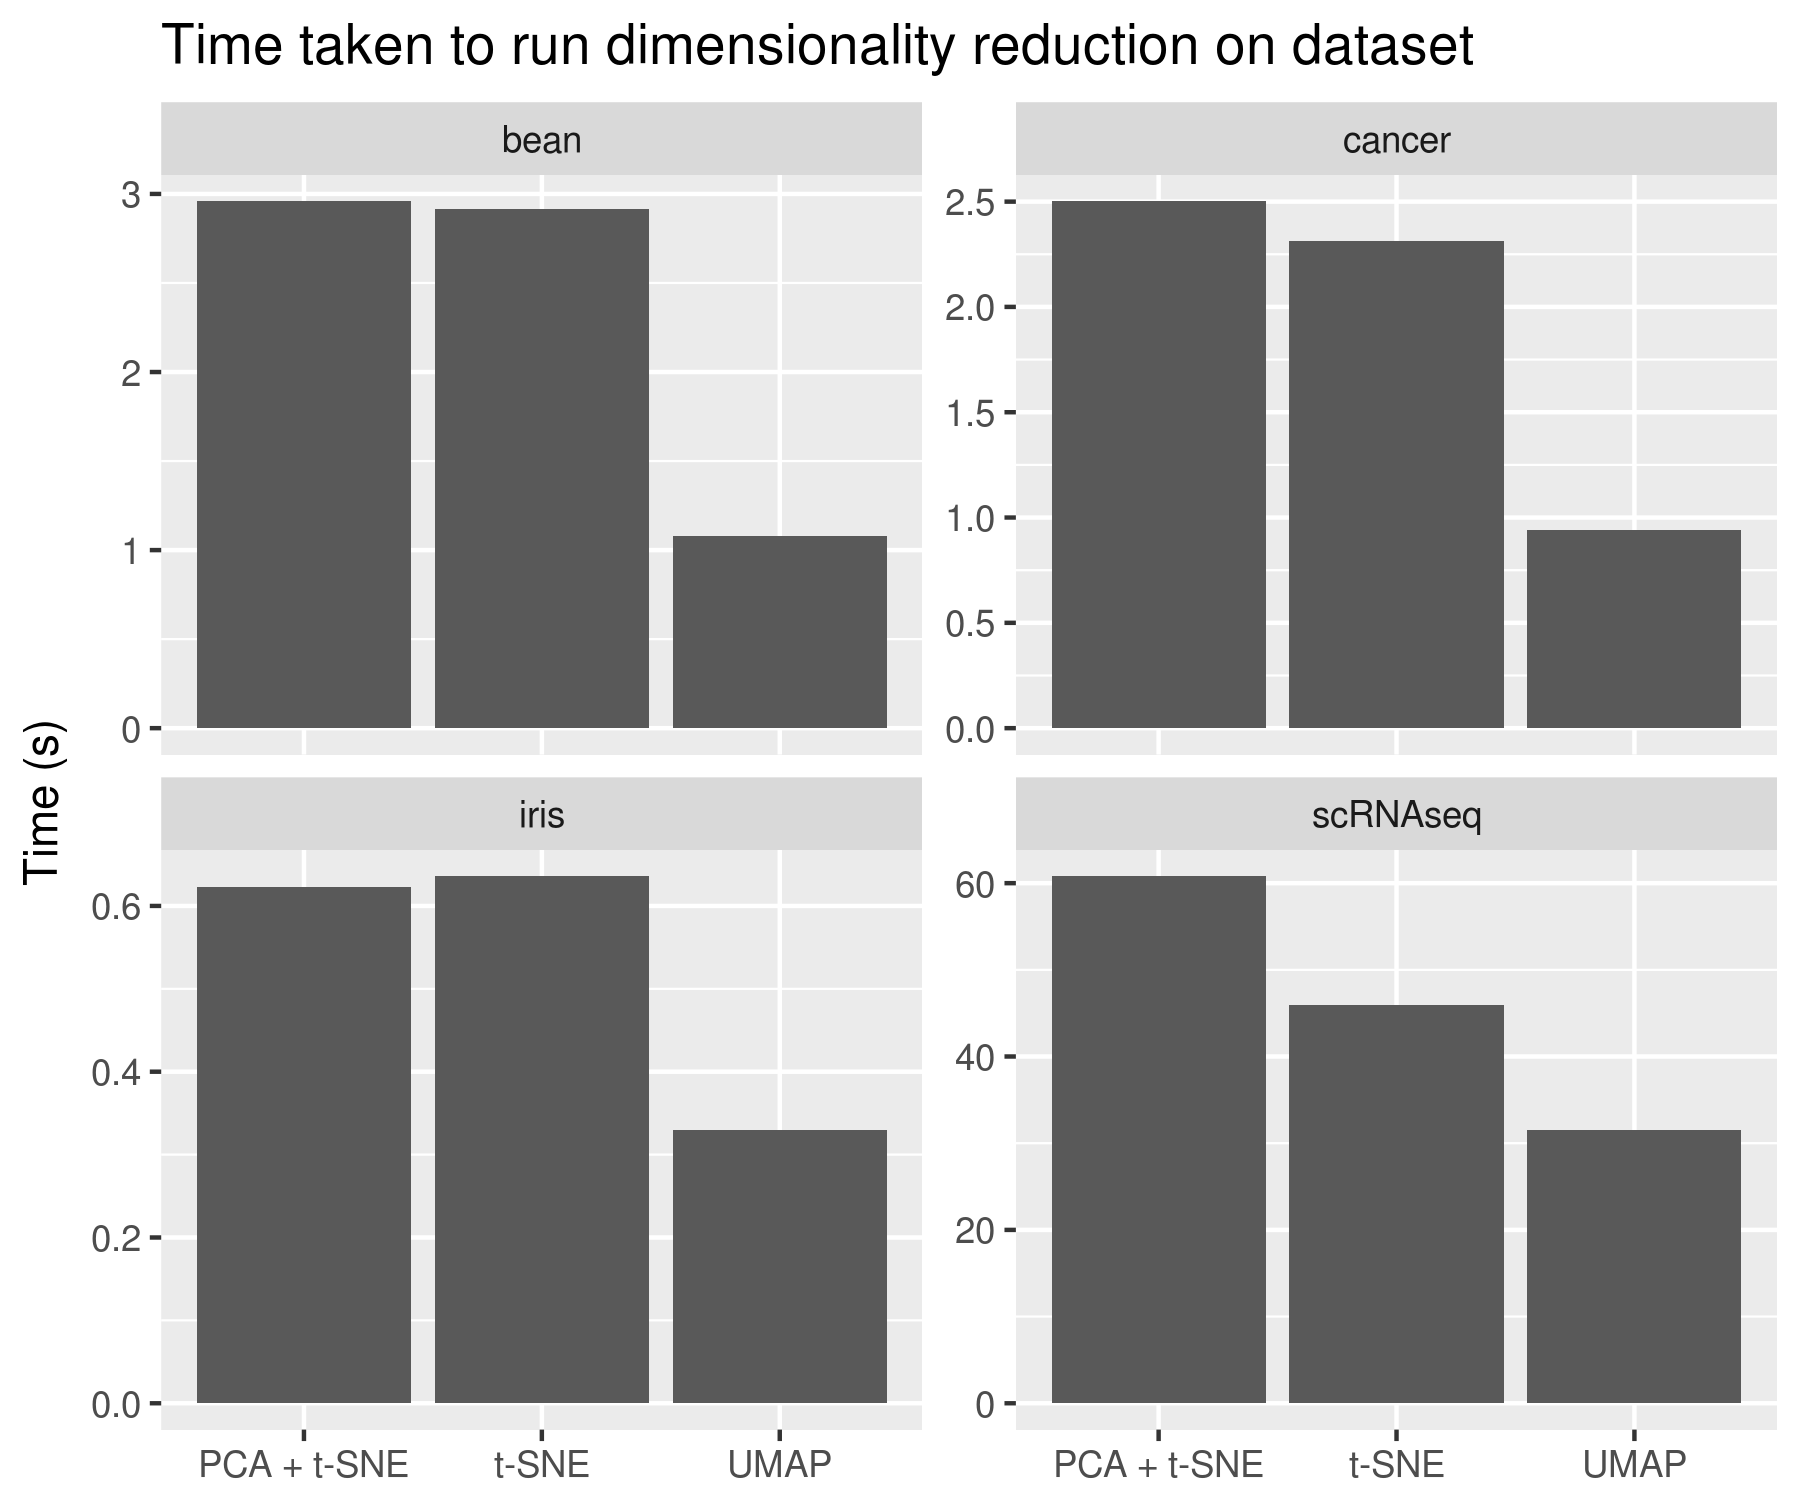 Time taken to run dimensionality reduction on dataset
bean
cancer
3
2
1
0
2.5
2.0
1.5
1.0
0.5
0.0
Time (s)
iris
scRNAseq
0.6
0.4
0.2
0.0
60
40
20
0
PCA + t-SNE t-SNE UMAP
PCA + t-SNE t-SNE UMAP